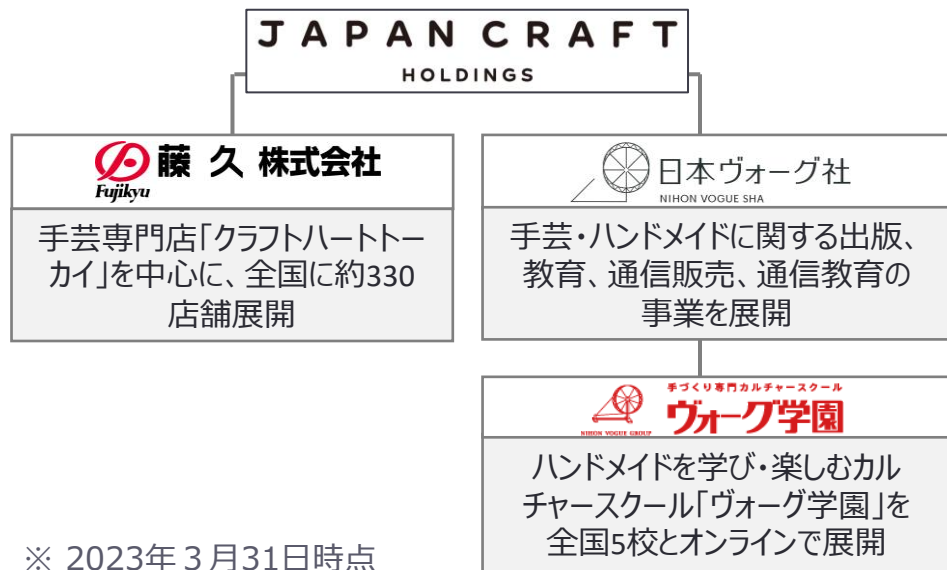 JAPAN CRAFT
HOLDINGS
藤久 株式会社
Fujikyu
手芸専門店「クラフトハートトー
カイ」を中心に、全国に約330
店舗展開
日本ヴォーグ社
NIHON VOGUE SHA
手芸・ハンドメイドに関する出版、
教育、通信販売、通信教育の
事業を展開
手づくり専門カルチャースクール
ヴォーグ学園
NIHON VOGUE GROUP
ハンドメイドを学び・楽しむカル
チャースクール「ヴォーグ学園」を
全国5校とオンラインで展開
※ 2023年3月31日時点